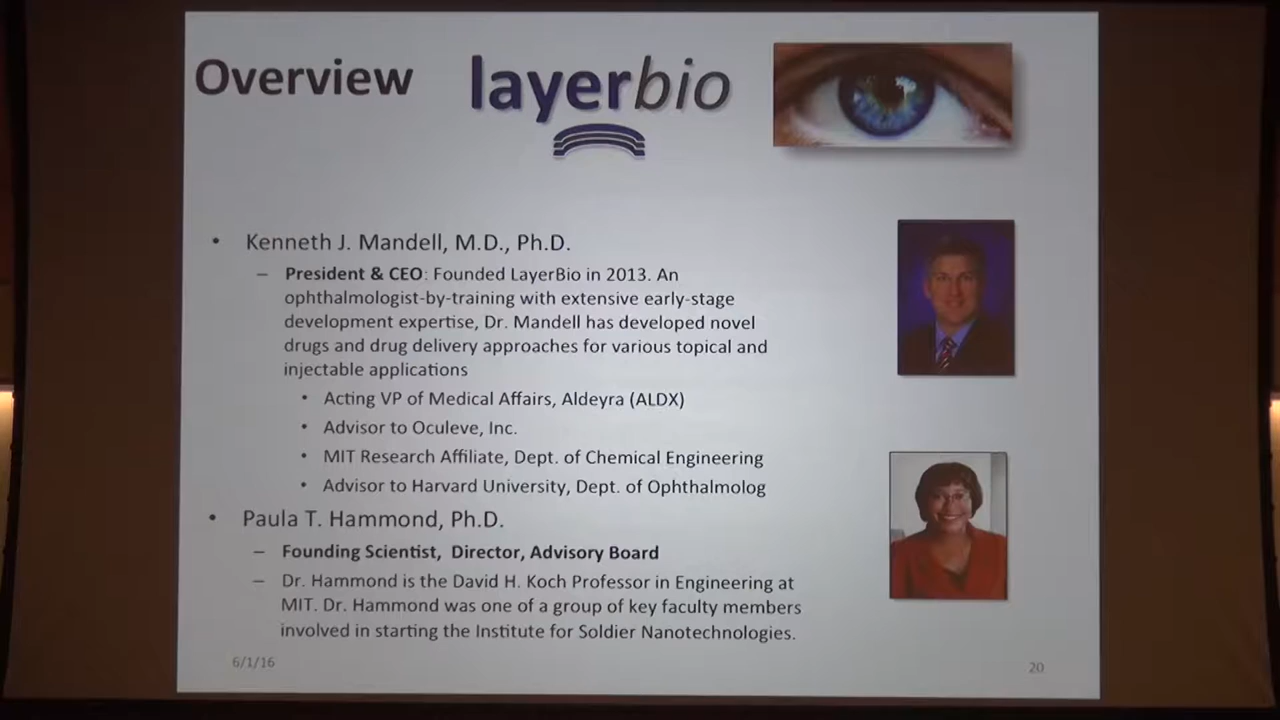 Overview
layerbio
• Kenneth J. Mandell, M.D., Ph.D.
– President & CEO: Founded LayerBio in 2013. An
ophthalmologist-by-training with extensive early-stage
development expertise, Dr. Mandell has developed novel
drugs and drug delivery approaches for various topical and
injectable applications
• Acting VP of Medical Affairs, Aldeyra (ALDX)
• Advisor to Oculeve, Inc.
• MIT Research Affiliate, Dept. of Chemical Engineering
• Advisor to Harvard University, Dept. of Ophthalmolog
• Paula T. Hammond, Ph.D.
– Founding Scientist, Director, Advisory Board
– Dr. Hammond is the David H. Koch Professor in Engineering at
MIT. Dr. Hammond was one of a group of key faculty members
involved in starting the Institute for Soldier Nanotechnologies.
6/1/16
20